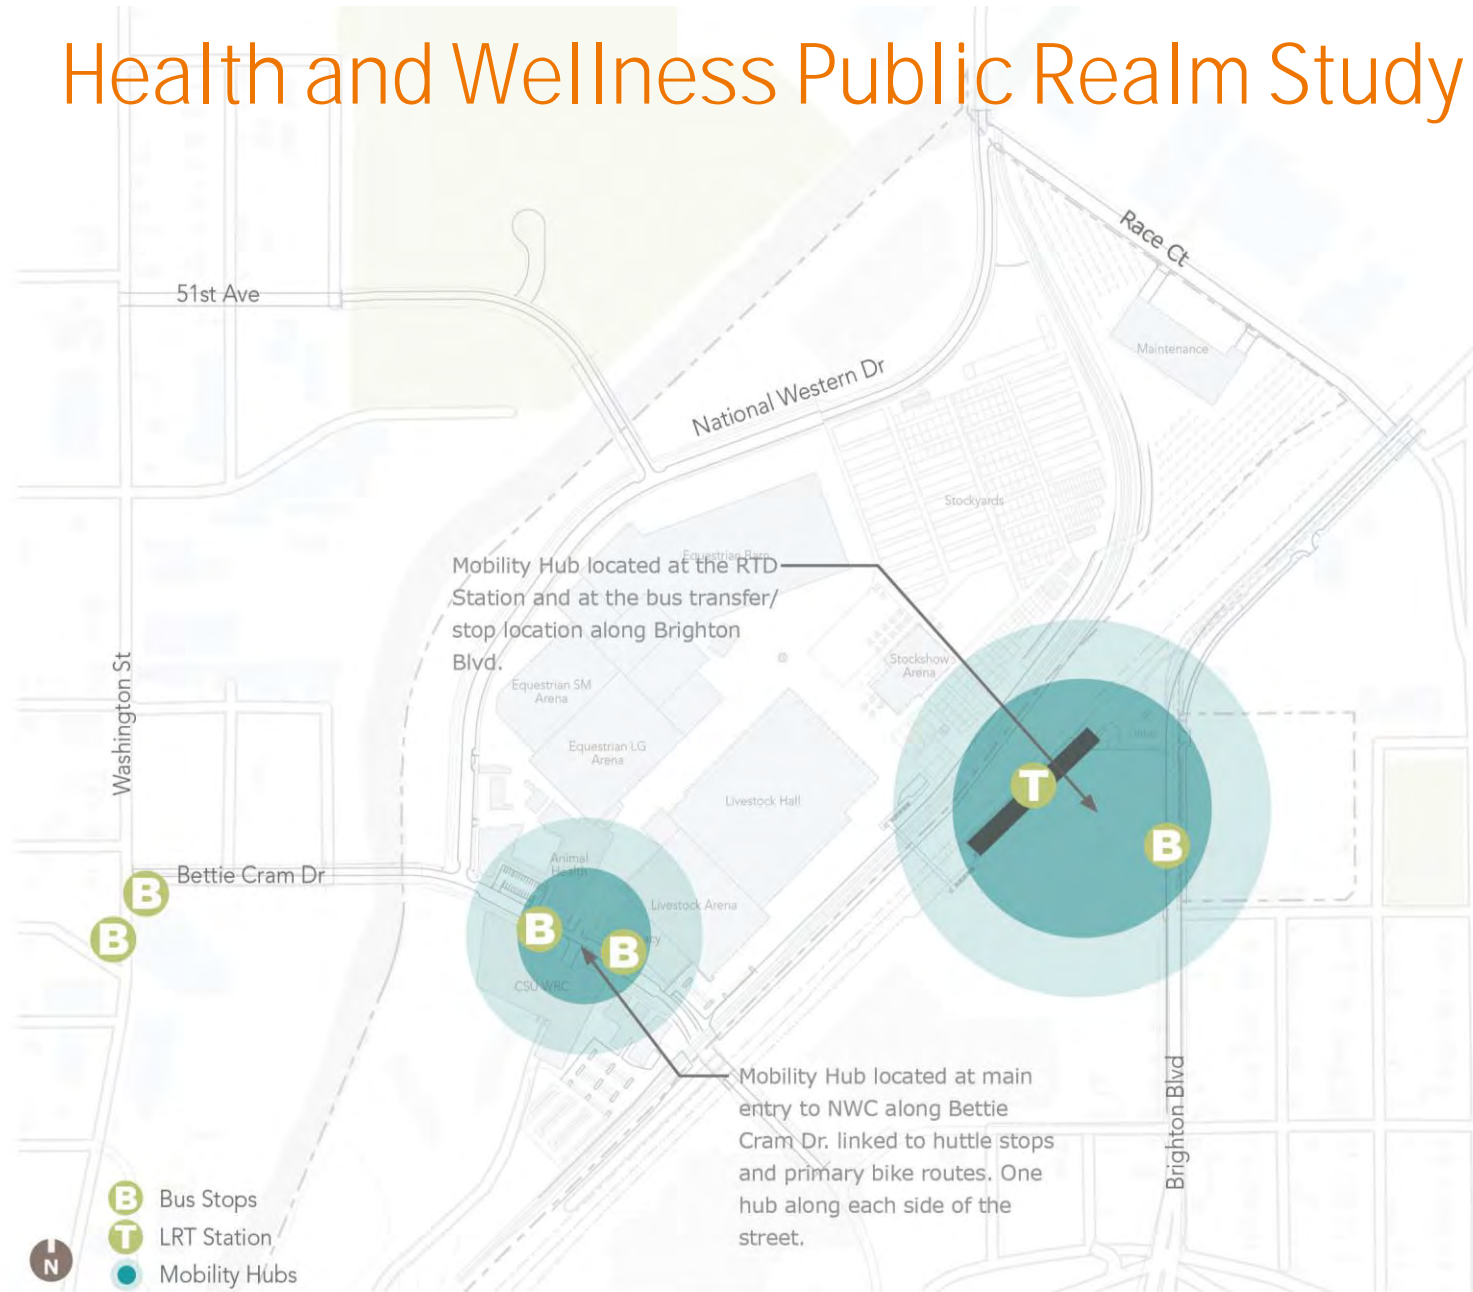 Health and Wellness Public Realm Study
Race Ct
51st Ave
Maintenance
National Western Dr
Stockyards
Equestrian Barn
Mobility Hub located at the RTD
Station and at the bus transfer/
stop location along Brighton
Blvd.
Stockshow
Arena
Equestrian SM
Arena
Washington St
Equestrian LG
Arena
T
Livestock Hall
B
Animal
Health
Bettie Cram Dr
B
Livestock Arena
B
B
B
CSU WRC
Mobility Hub located at main
entry to NWC along Bettie
Cram Dr. linked to huttle stops
and primary bike routes. One
hub along each side of the
street.
Brighton Blvd
B Bus Stops
T LRT Station
Mobility Hubs
N